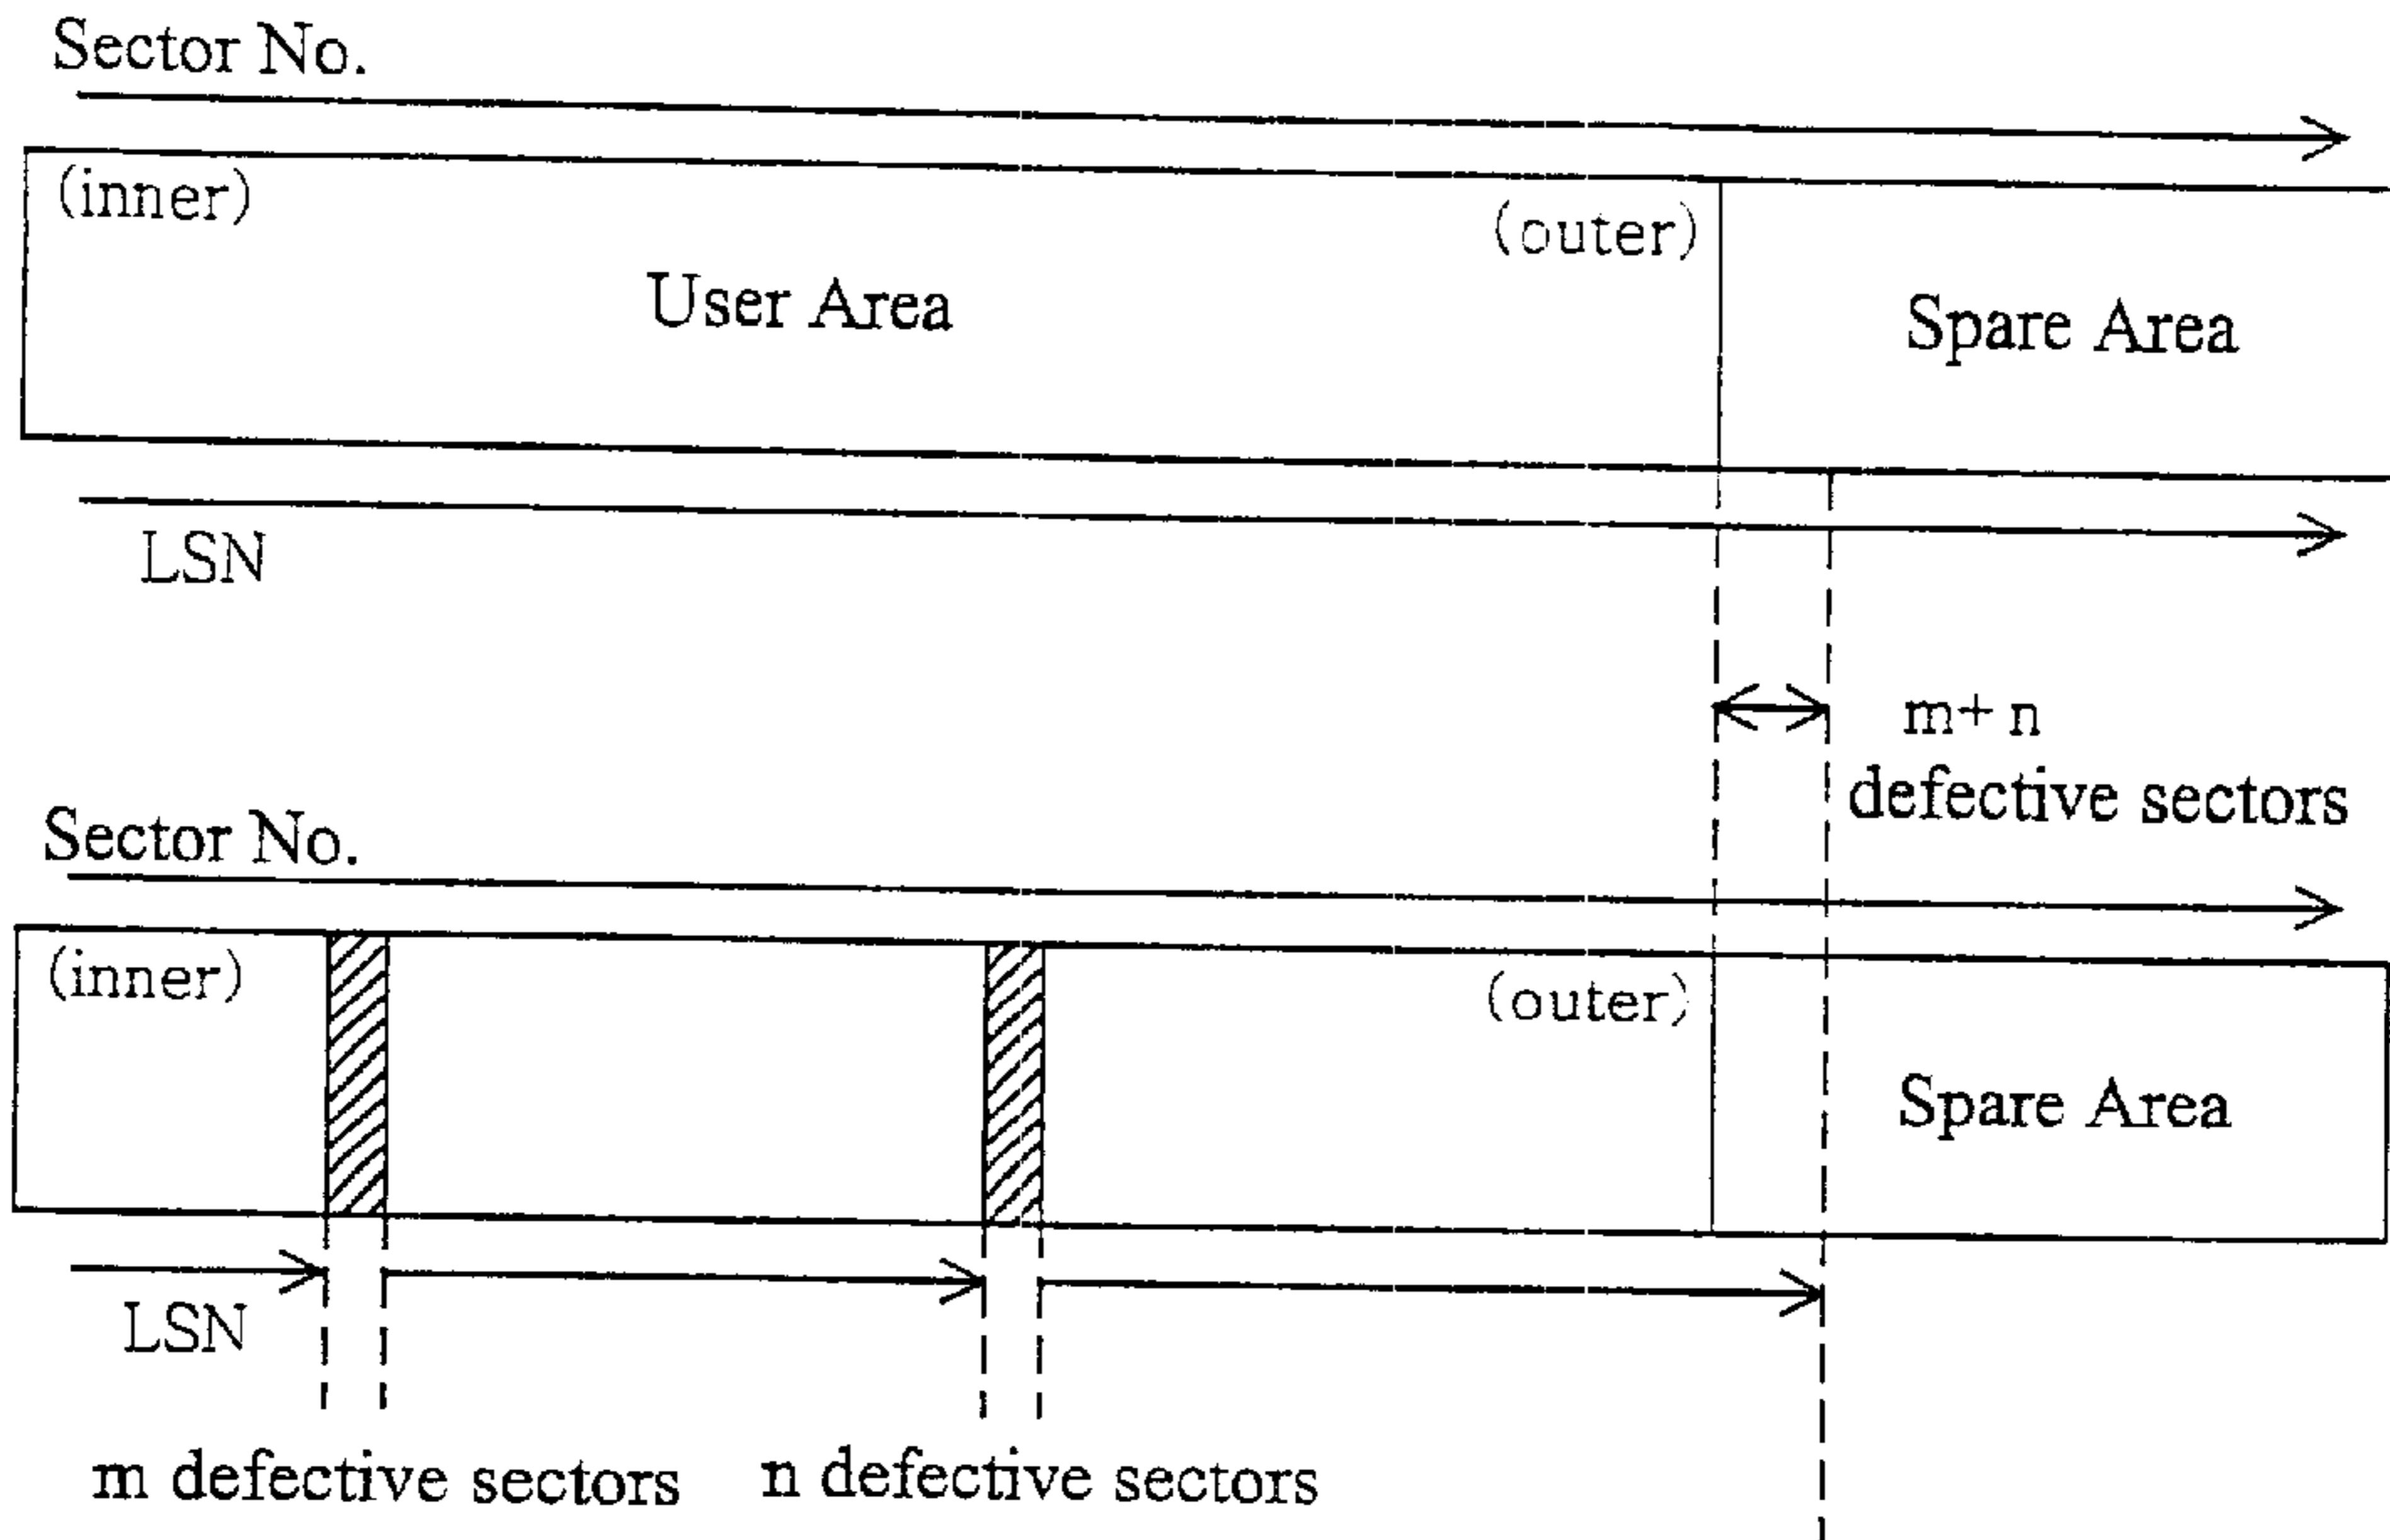 Sector No.
(inner)
(outer)
User Area
Spare Area
LSN
m+ n
defective sectors
Sector No.
(inner)
(outer)
Spare Area
LSN
m defective sectors
n defective sectors